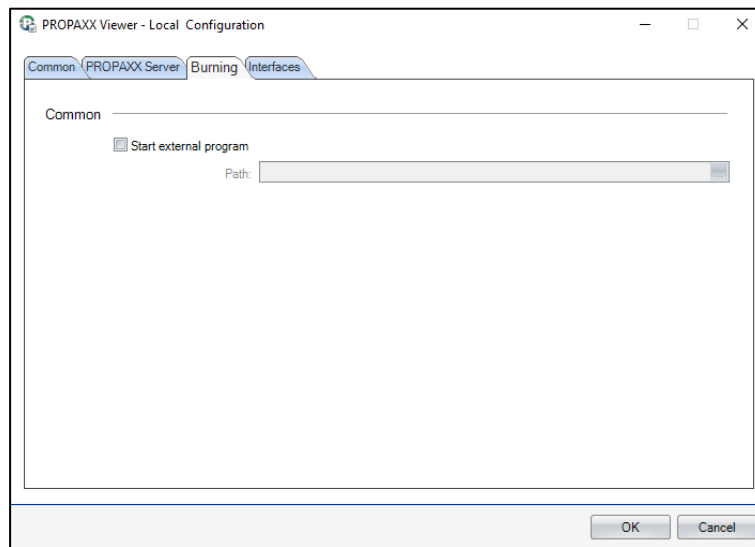 PROPAXX Viewer - Local Configuration
Common PROPAXX Server Burning Interfaces
Common
Start external program
Path:
...
OK Cancel